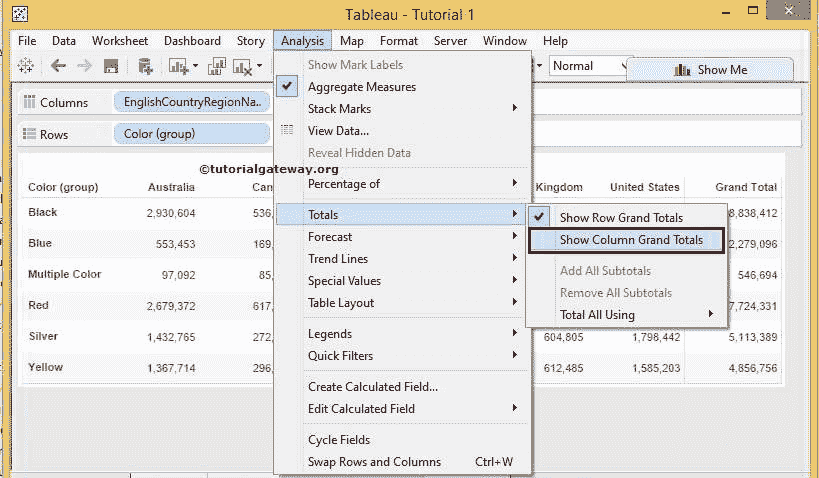 Tableau - Tutorial 1
File Data Worksheet Dashboard Story Analysis Map Format Server Window Help
Normal
Show Me
Columns EnglishCountryRegionNa..
Rows Color (group)
©tutorialgateway.org
Color (group) Australia Can Kingdom United States Grand Total
Black 2,930,604 536, 8,838,412
Blue 553,453 169, 2,279,096
Multiple Color 97,092 85, 546,694
Red 2,679,372 617, 7,724,331
Silver 1,432,765 272, 604,805 1,798,442 5,113,389
Yellow 1,367,714 296, 612,485 1,585,203 4,856,756
Show Mark Labels
Aggregate Measures
Stack Marks
View Data...
Reveal Hidden Data
Percentage of
Totals
Forecast
Trend Lines
Special Values
Table Layout
Legends
Quick Filters
Create Calculated Field...
Edit Calculated Field
Cycle Fields
Swap Rows and Columns Ctrl+W
Show Row Grand Totals
Show Column Grand Totals
Add All Subtotals
Remove All Subtotals
Total All Using